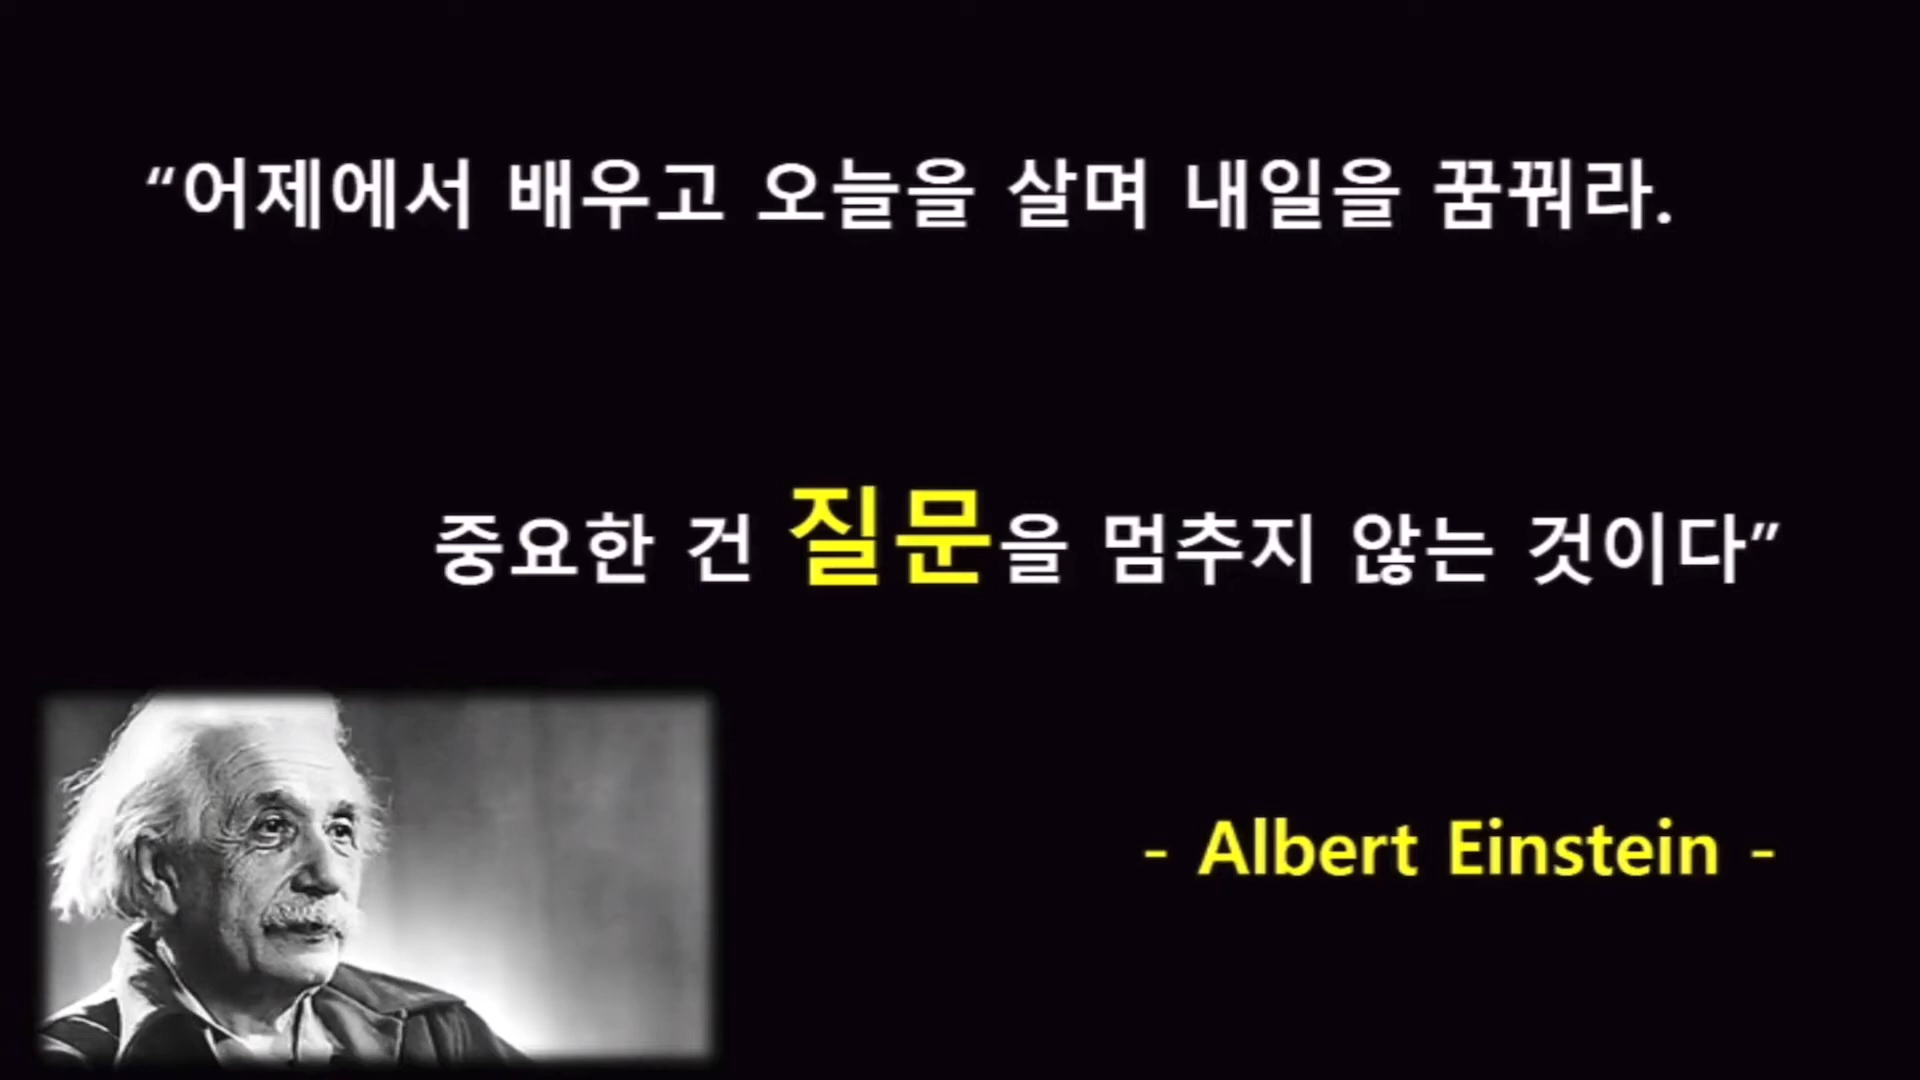 “어제에서 배우고 오늘을 살며 내일을 꿈꿔라.
중요한 건 질문을 멈추지 않는 것이다”
- Albert Einstein -